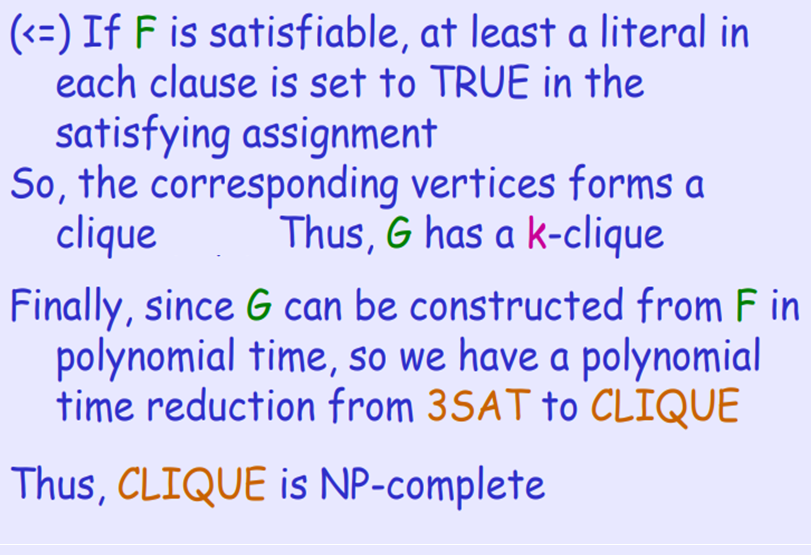 (<=) If F is satisfiable, at least a literal in
each clause is set to TRUE in the
satisfying assignment
So, the corresponding vertices forms a
clique Thus, G has a k-clique
Finally, since G can be constructed from F in
polynomial time, so we have a polynomial
time reduction from 3SAT to CLIQUE
Thus, CLIQUE is NP-complete